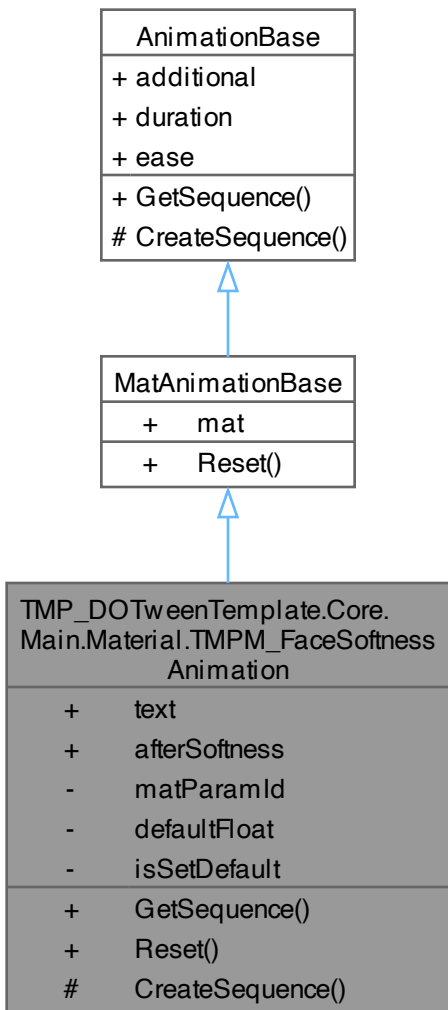 AnimationBase
+ additional
+ duration
+ ease
+ GetSequence()
# CreateSequence()
MatAnimationBase
+ mat
+ Reset()
TMP_DOTweenTemplate.Core.
Main.Material.TMPM_FaceSoftness
Animation
+ text
+ afterSoftness
- matParamId
- defaultFloat
- isSetDefault
+ GetSequence()
+ Reset()
# CreateSequence()